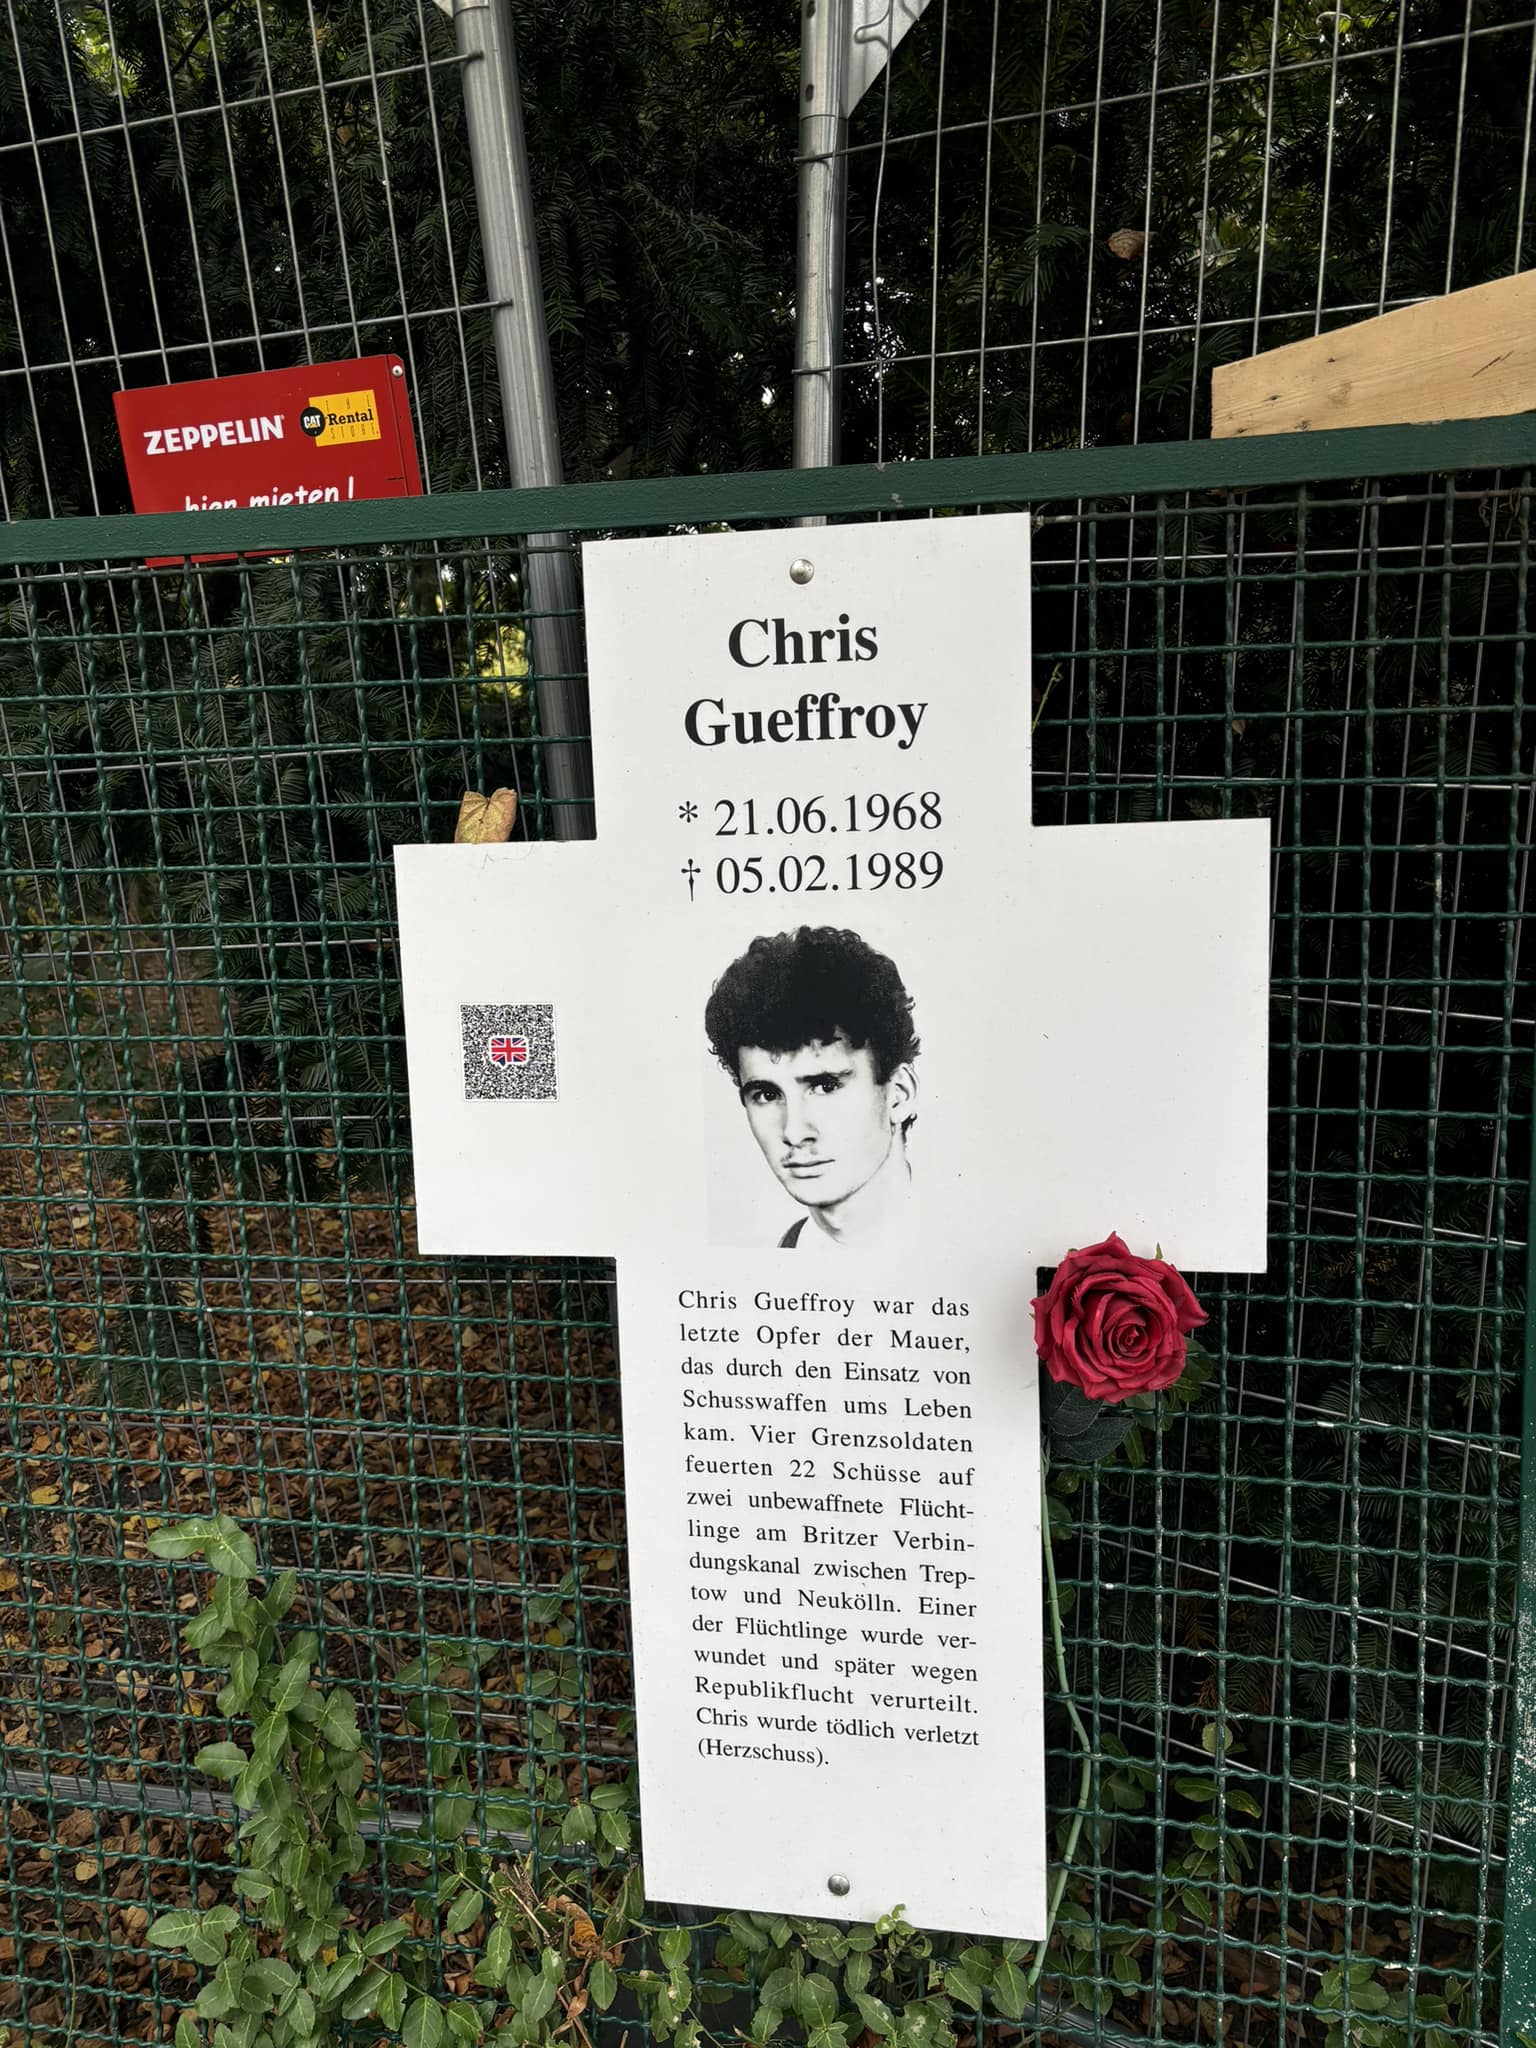 ZEPPELIN
CAT
THE
Rental
STORE
hier mieten!
Chris
Gueffroy
* 21.06.1968
† 05.02.1989
Chris Gueffroy war das
letzte Opfer der Mauer,
das durch den Einsatz von
Schusswaffen ums Leben
kam. Vier Grenzsoldaten
feuerten 22 Schüsse auf
zwei unbewaffnete Flücht-
linge am Britzer Verbin-
dungskanal zwischen Trep-
tow und Neukölln. Einer
der Flüchtlinge wurde ver-
wundet und später wegen
Republikflucht verurteilt.
Chris wurde tödlich verletzt
(Herzschuss).